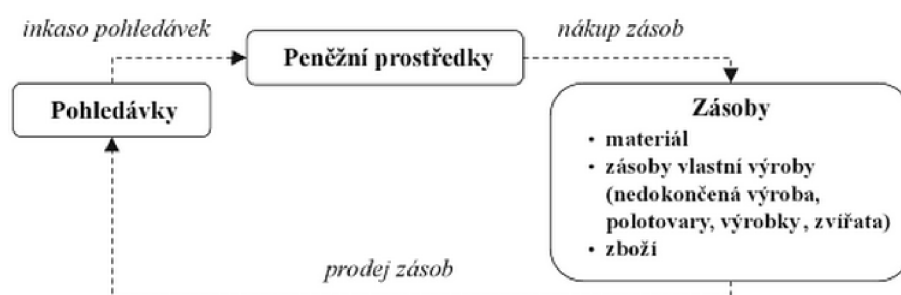 inkaso pohledávek
nákup zásob
Peněžní prostředky
Pohledávky
Zásoby
• materiál
• zásoby vlastní výroby
(nedokončená výroba,
polotovary, výrobky, zvířata)
• zboží
prodej zásob